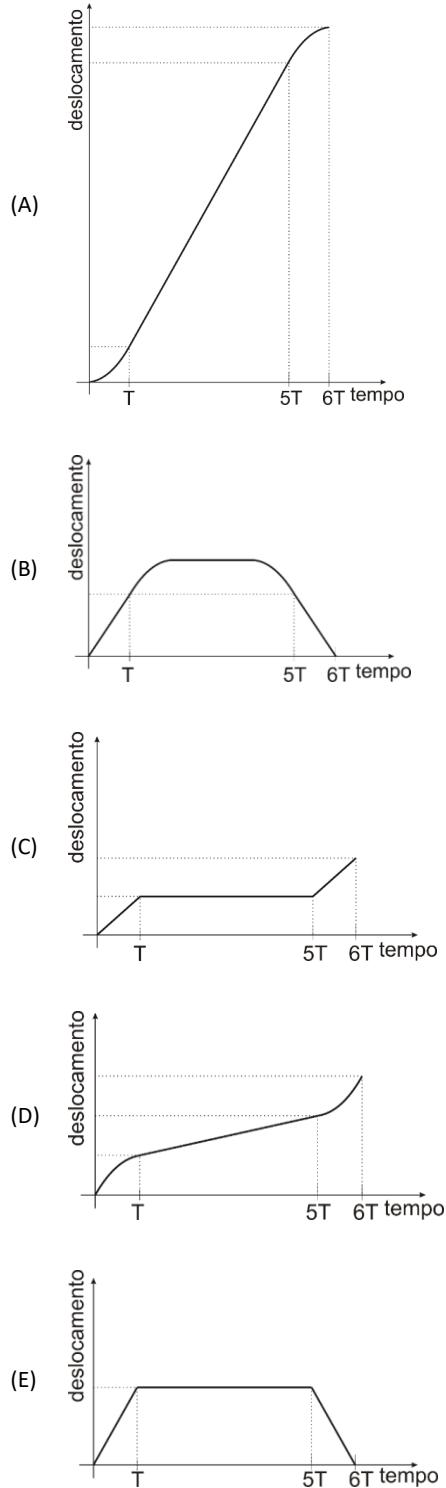 deslocamento
(A)
T 5T 6T tempo
deslocamento
(B)
T 5T 6T tempo
deslocamento
(C)
T 5T 6T tempo
deslocamento
(D)
T 5T 6T tempo
deslocamento
(E)
T 5T 6T tempo